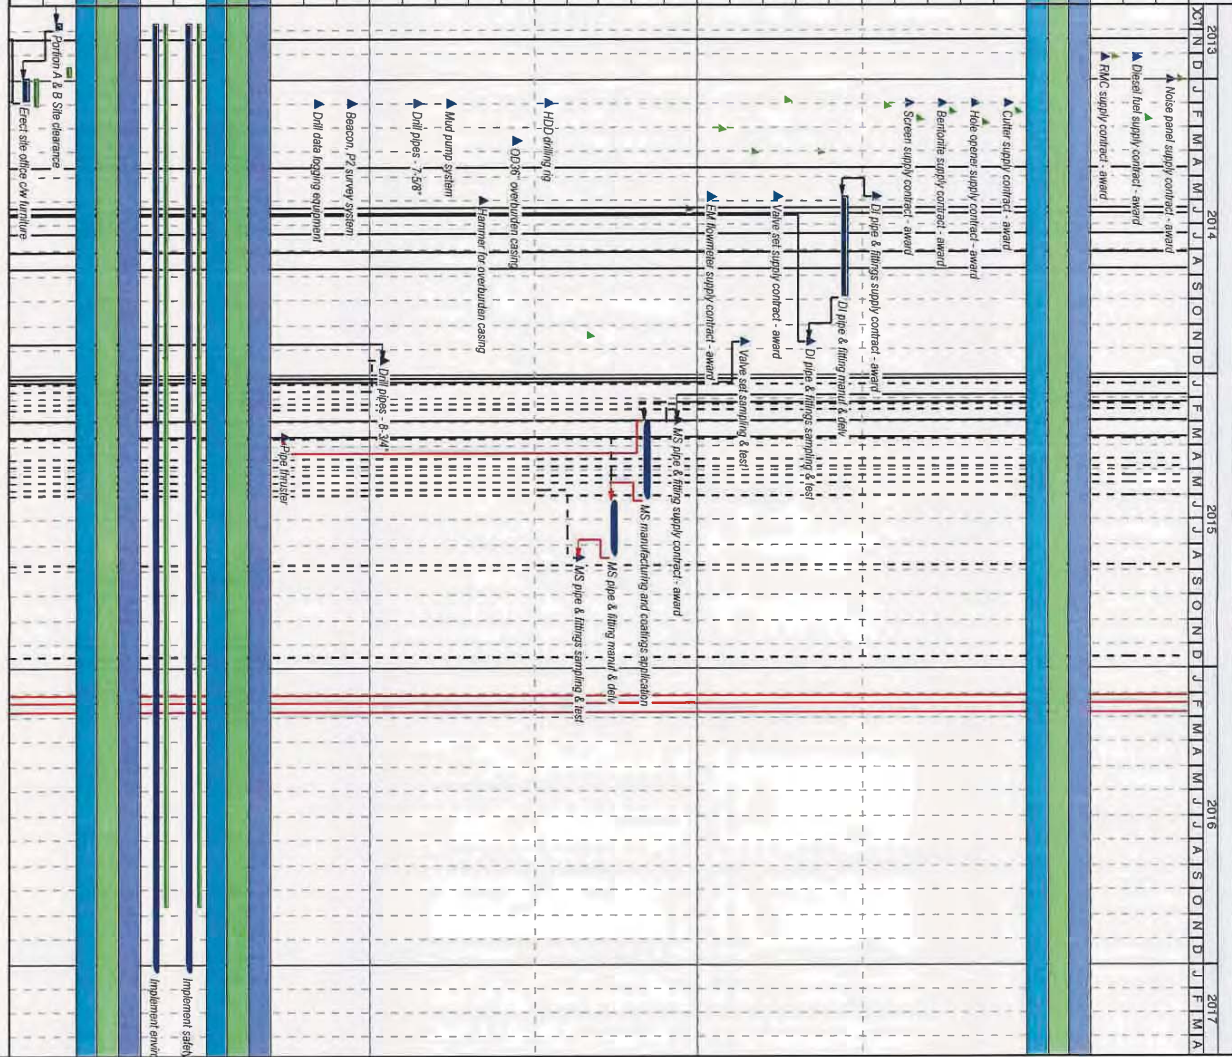 2013 2014 2015 2016 2017
XCT N D J F M A M J J A S O N D J F M A M J J A S O N D J F M A M J J A S O N D J F M A
Noise panel supply contract - award
Diesel fuel supply contract - award
RMC supply contract - award
Cutter supply contract - award
Hole opener supply contract - award
Bentonite supply contract - award
Screen supply contract - award
DI pipe & fittings supply contract - award
DI pipe & fitting manuf & delv
DI pipe & fittings sampling & test
Valve set supply contract - award
Valve set sampling & test
EM flowmeter supply contract - award
MS pipe & fitting supply contract - award
MS manufacturing and coatings application
MS pipe & fitting manuf & delv
MS pipe & fittings sampling & test
HDD drilling rig
OD36" overburden casing
Hammer for overburden casing
Mud pump system
Drill pipes - 7-5/8"
Drill pipes - 8-3/4"
Beacon, P2 survey system
Drill data logging equipment
Pipe thruster
Implement safety
Implement envir
Portion A & B Site clearance
Erect site office c/w furniture